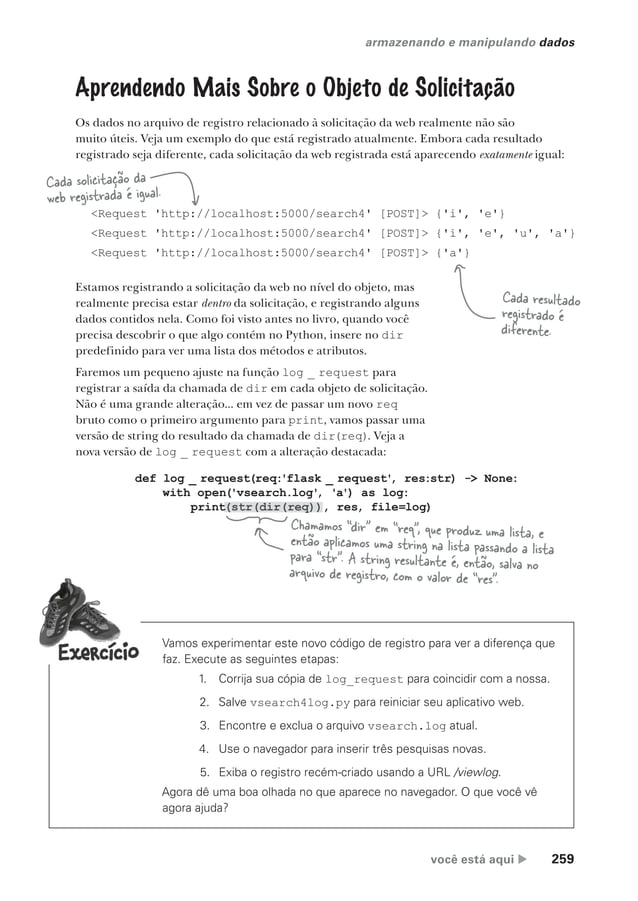 armazenando e manipulando dados
Aprendendo Mais Sobre o Objeto de Solicitação
Os dados no arquivo de registro relacionado à solicitação da web realmente não são
muito úteis. Veja um exemplo do que está registrado atualmente. Embora cada resultado
registrado seja diferente, cada solicitação da web registrada está aparecendo exatamente igual:
Cada solicitação da
web registrada é igual.
<Request 'http://localhost:5000/search4' [POST]> {'i', 'e'}
<Request 'http://localhost:5000/search4' [POST]> {'i', 'e', 'u', 'a'}
<Request 'http://localhost:5000/search4' [POST]> {'a'}
Estamos registrando a solicitação da web no nível do objeto, mas
realmente precisa estar dentro da solicitação, e registrando alguns
dados contidos nela. Como foi visto antes no livro, quando você
precisa descobrir o que algo contém no Python, insere no dir
predefinido para ver uma lista dos métodos e atributos.
Cada resultado
registrado é
diferente.
Faremos um pequeno ajuste na função log _ request para
registrar a saída da chamada de dir em cada objeto de solicitação.
Não é uma grande alteração... em vez de passar um novo req
bruto como o primeiro argumento para print, vamos passar uma
versão de string do resultado da chamada de dir(req). Veja a
nova versão de log _ request com a alteração destacada:
def log _ request(req:'flask _ request', res:str) -> None:
with open('vsearch.log', 'a') as log:
print(str(dir(req)), res, file=log)
Chamamos "dir" em "req", que produz uma lista, e
então aplicamos uma string na lista passando a lista
para "str". A string resultante é, então, salva no
arquivo de registro, com o valor de "res".
Exercício
Vamos experimentar este novo código de registro para ver a diferença que
faz. Execute as seguintes etapas:
1. Corrija sua cópia de log_request para coincidir com a nossa.
2. Salve vsearch4log.py para reiniciar seu aplicativo web.
3. Encontre e exclua o arquivo vsearch.log atual.
4. Use o navegador para inserir três pesquisas novas.
5. Exiba o registro recém-criado usando a URL /viewlog.
Agora dê uma boa olhada no que aparece no navegador. O que você vê
agora ajuda?
você está aqui ▶ 259